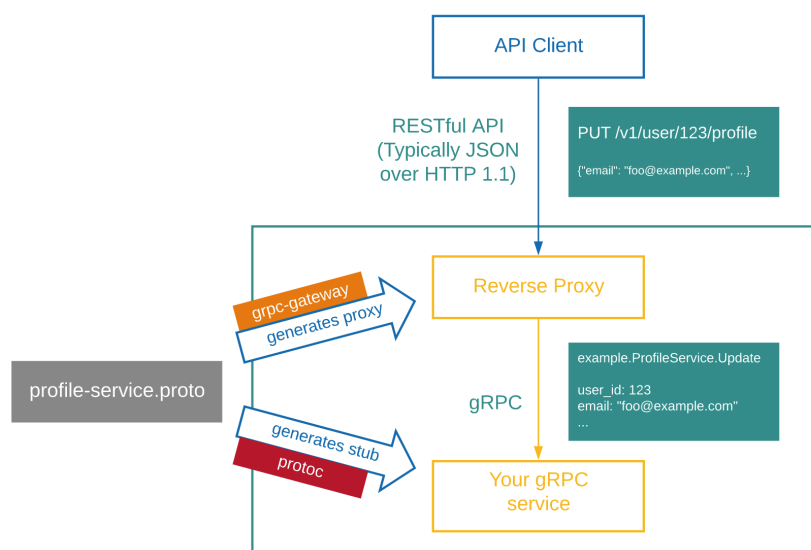 API Client
RESTful API
(Typically JSON
over HTTP 1.1)
PUT /v1/user/123/profile
{"email": "foo@example.com", ...}
grpc-gateway
generates proxy
Reverse Proxy
profile-service.proto
gRPC
example.ProfileService.Update
user_id: 123
email: "foo@example.com"
...
generates stub
protoc
Your gRPC
service